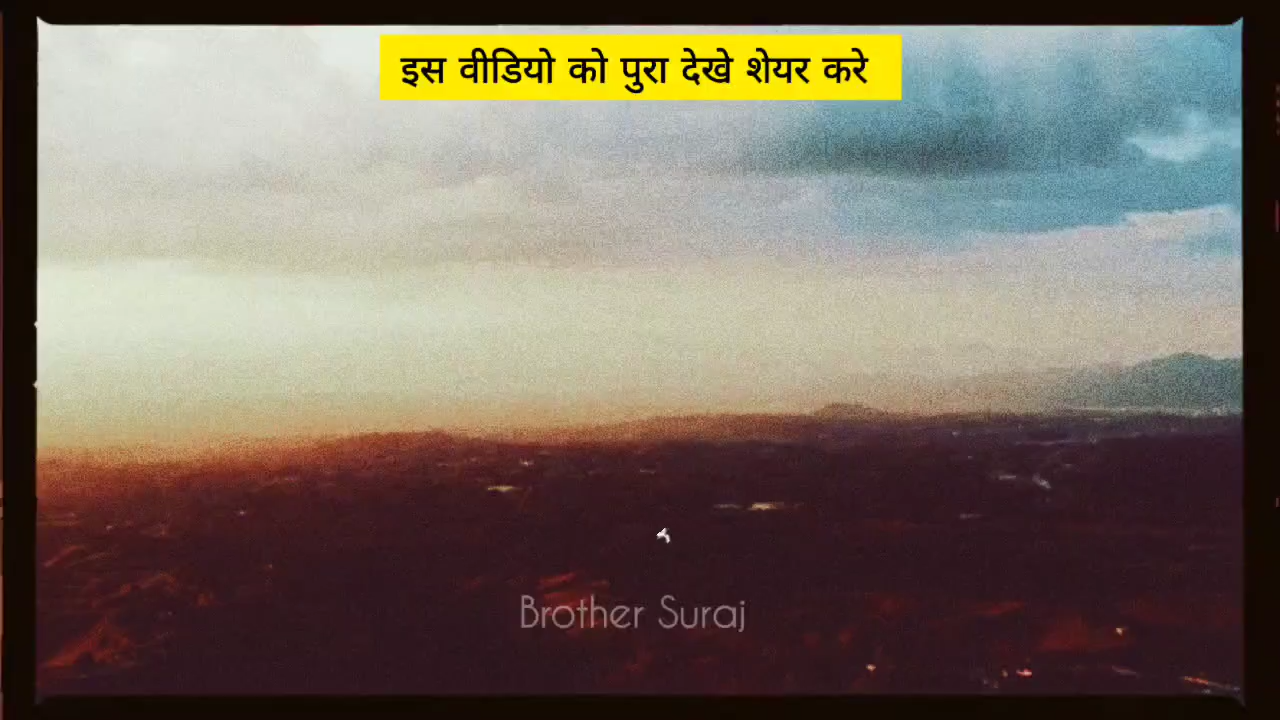 इस वीडियो को पुरा देखे शेयर करे
Brother Suraj